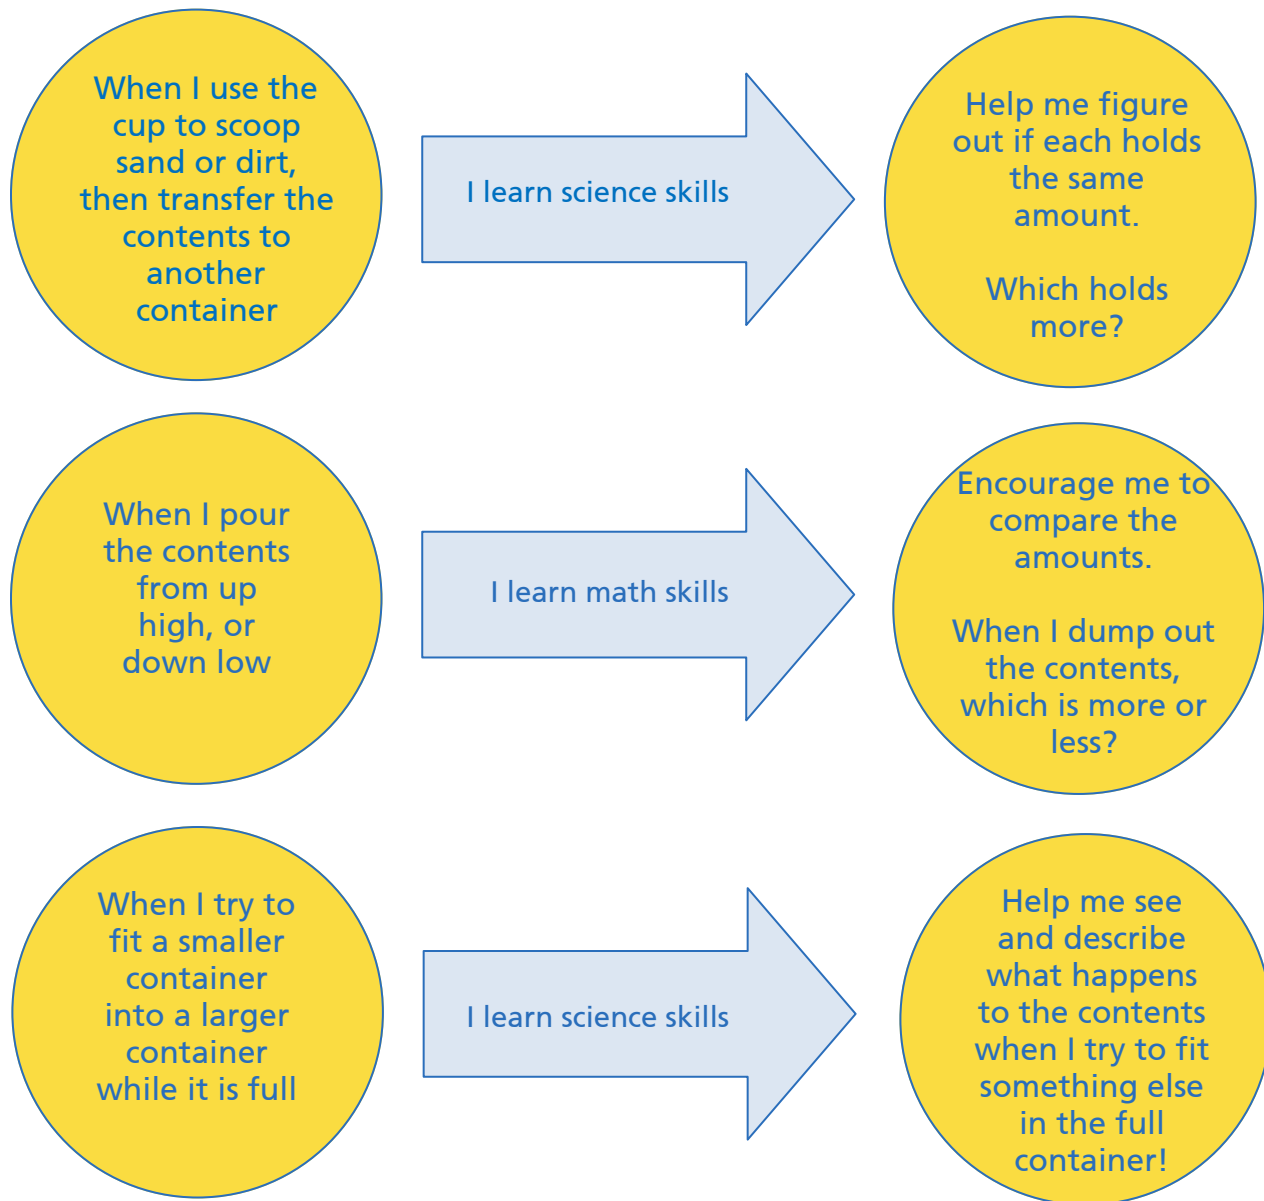 When I use the
cup to scoop
sand or dirt,
then transfer the
contents to
another
container
I learn science skills
Help me figure
out if each holds
the same
amount.
Which holds
more?
When I pour
the contents
from up
high, or
down low
I learn math skills
Encourage me to
compare the
amounts.
When I dump out
the contents,
which is more or
less?
When I try to
fit a smaller
container
into a larger
container
while it is full
I learn science skills
Help me see
and describe
what happens
to the contents
when I try to fit
something else
in the full
container!